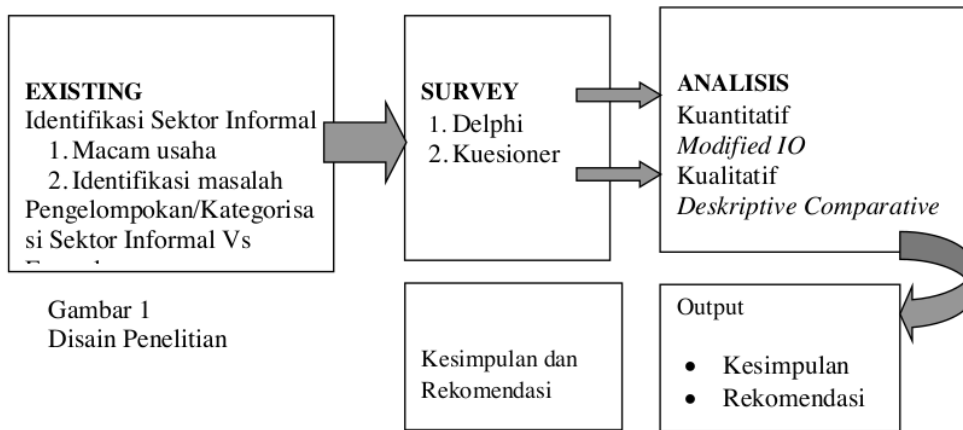 EXISTING
Identifikasi Sektor Informal
1. Macam usaha
2. Identifikasi masalah
Pengelompokan/Kategorisa
si Sektor Informal Vs
SURVEY
1. Delphi
2. Kuesioner
ANALISIS
Kuantitatif
Modified IO
Kualitatif
Deskriptive Comparative
Gambar 1
Disain Penelitian
Kesimpulan dan
Rekomendasi
Output
• Kesimpulan
• Rekomendasi